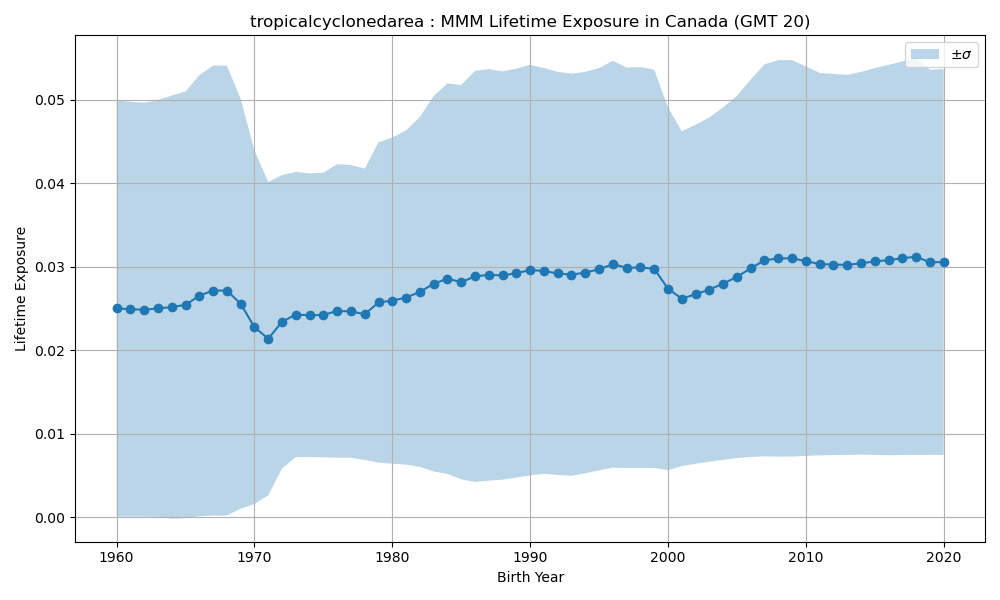 tropicalcyclonedarea : MMM Lifetime Exposure in Canada (GMT 20)
±σ
Lifetime Exposure
0.05
0.04
0.03
0.02
0.01
0.00
1960 1970 1980 1990 2000 2010 2020
Birth Year